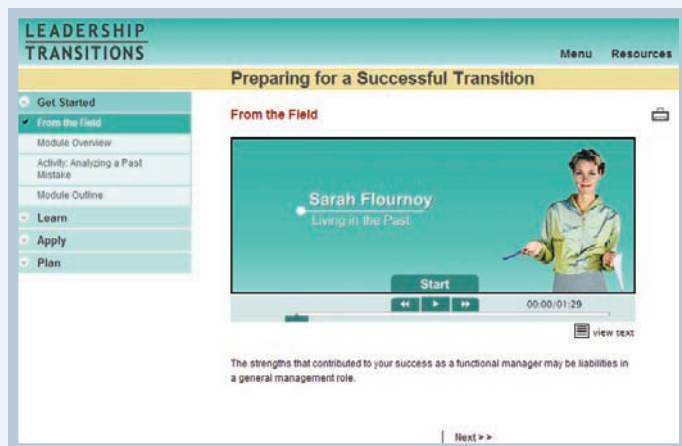 LEADERSHIP
TRANSITIONS
Menu Resources
Preparing for a Successful Transition
Get Started
From the Field
Module Overview
Activity: Analyzing a Past
Mistake
Module Outline
Learn
Apply
Plan
From the Field
Sarah Flournoy
Living in the Past
Start
00:00/01:29
view text
The strengths that contributed to your success as a functional manager may be liabilities in
a general management role.
| Next > >